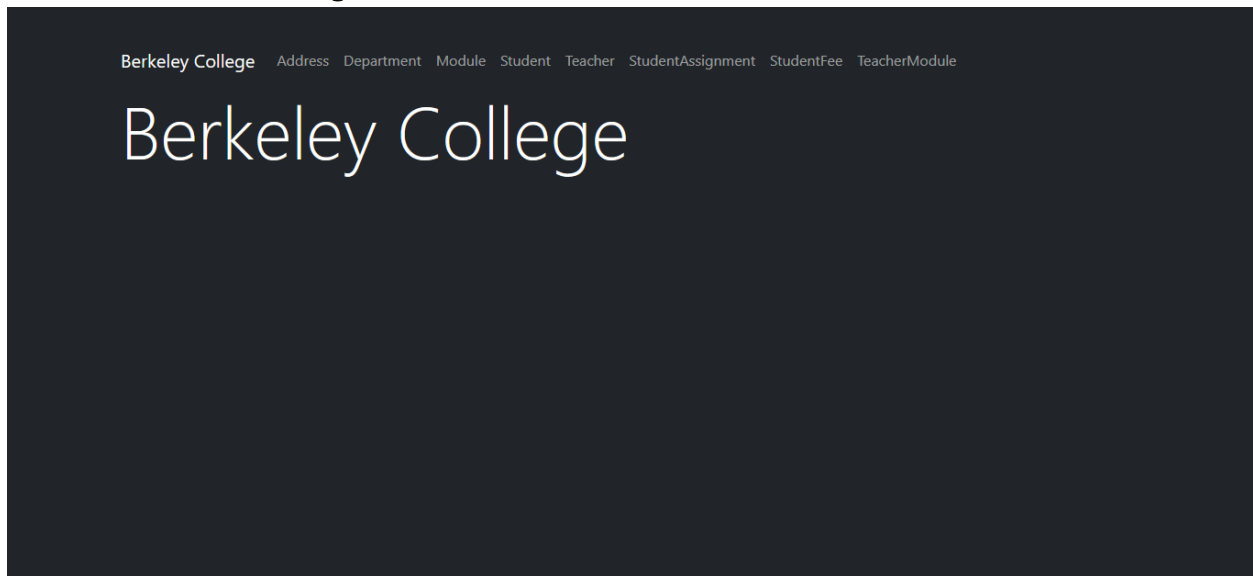 Berkeley College Address Department Module Student Teacher StudentAssignment StudentFee TeacherModule
Berkeley College